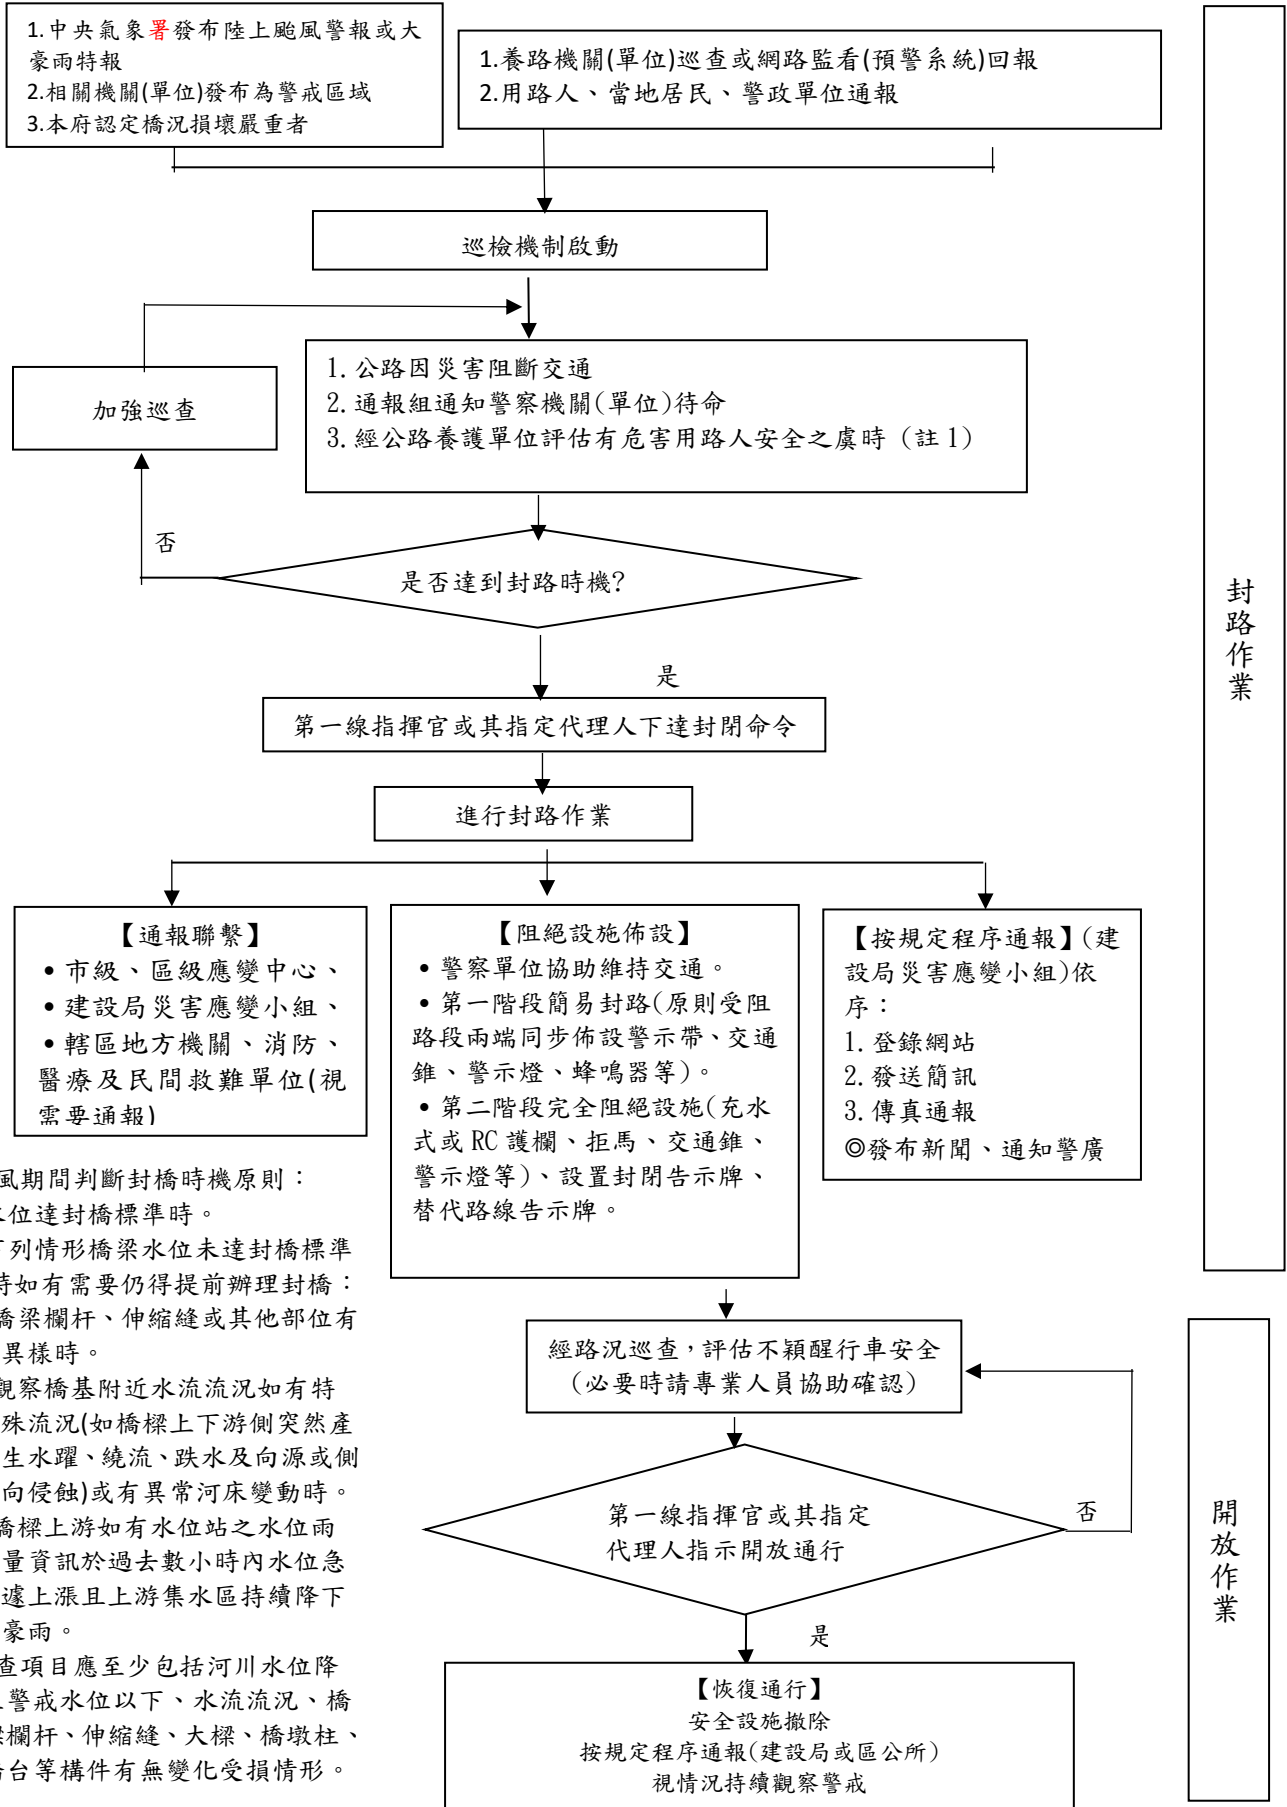 1.中央氣象署發布陸上颱風警報或大
豪雨特報
2.相關機關(單位)發布為警戒區域
3.本府認定橋況損壞嚴重者
1.養路機關(單位)巡查或網路監看(預警系統)回報
2.用路人、當地居民、警政單位通報
巡檢機制啟動
加強巡查
1.公路因災害阻斷交通
2.通報組通知警察機關(單位)待命
3.經公路養護單位評估有危害用路人安全之虞時（註1）
否
是否達到封路時機?
是
第一線指揮官或其指定代理人下達封閉命令
進行封路作業
封路作業
【通報聯繫】
•市級、區級應變中心、
•建設局災害應變小組、
•轄區地方機關、消防、
醫療及民間救難單位(視
需要通報)
【阻絕設施佈設】
•警察單位協助維持交通。
•第一階段簡易封路(原則受阻
路段兩端同步佈設警示帶、交通
錐、警示燈、蜂鳴器等)。
•第二階段完全阻絕設施(充水
式或RC護欄、拒馬、交通錐、
警示燈等)、設置封閉告示牌、
替代路線告示牌。
【按規定程序通報】(建
設局災害應變小組)依
序：
1.登錄網站
2.發送簡訊
3.傳真通報
◎發布新聞、通知警廣
風期間判斷封橋時機原則：
水位達封橋標準時。
下列情形橋梁水位未達封橋標準
時如有需要仍得提前辦理封橋：
橋梁欄杆、伸縮縫或其他部位有
異樣時。
觀察橋基附近水流流況如有特
殊流況(如橋樑上下游側突然產
生水躍、繞流、跌水及向源或側
向侵蝕)或有異常河床變動時。
橋樑上游如有水位站之水位雨
量資訊於過去數小時內水位急
遽上漲且上游集水區持續降下
豪雨。
查項目應至少包括河川水位降
至警戒水位以下、水流流況、橋
樑欄杆、伸縮縫、大樑、橋墩柱、
橋台等構件有無變化受損情形。
經路況巡查，評估不穎醒行車安全
（必要時請專業人員協助確認）
第一線指揮官或其指定
代理人指示開放通行
否
是
【恢復通行】
安全設施撤除
按規定程序通報(建設局或區公所)
視情況持續觀察警戒
開放作業